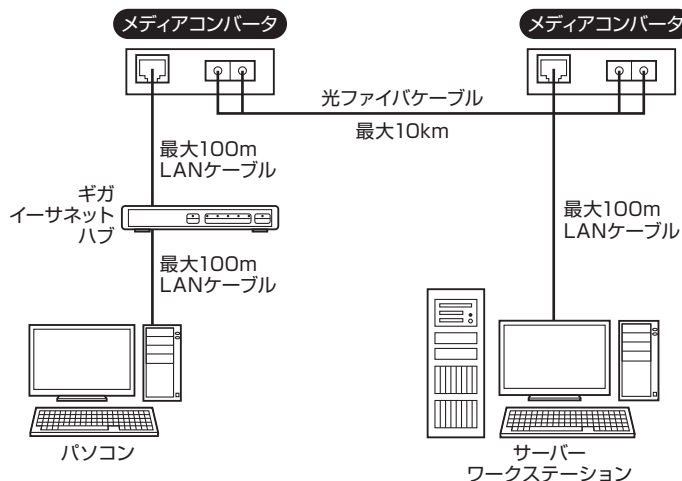 メディアコンバータ
メディアコンバータ
光ファイバケーブル
最大10km
最大100m
LANケーブル
ギガ
イーサネット
ハブ
最大100m
LANケーブル
最大100m
LANケーブル
パソコン
サーバー
ワークステーション